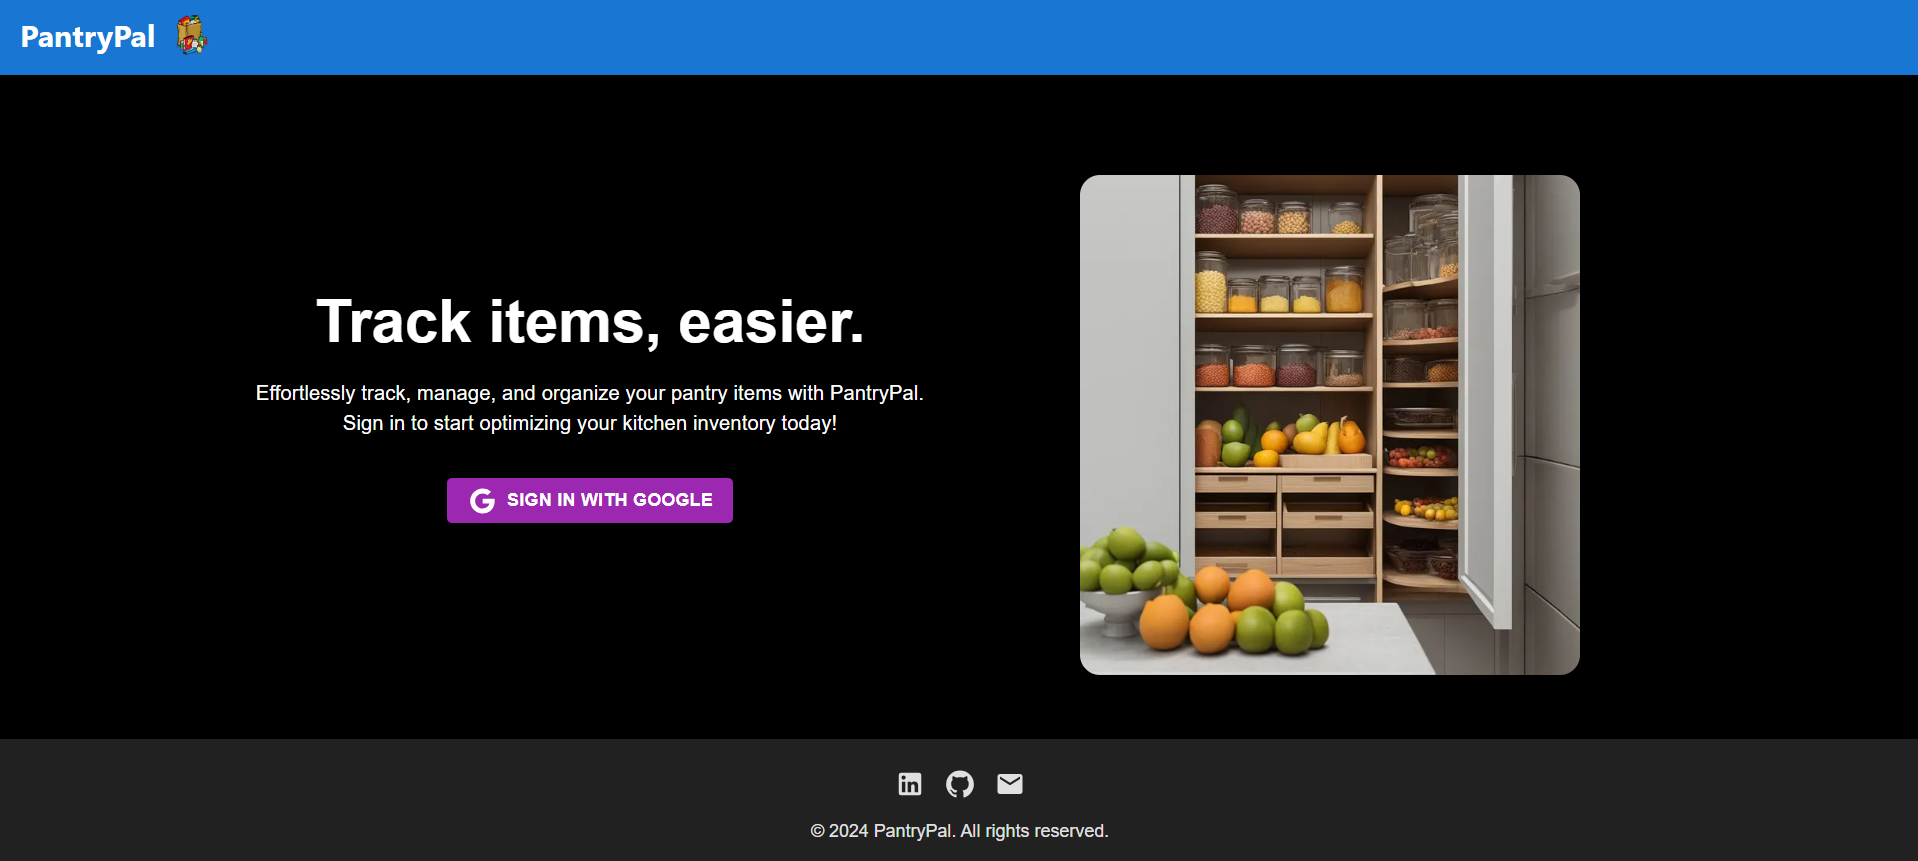 PantryPal
Track items, easier.
Effortlessly track, manage, and organize your pantry items with PantryPal.
Sign in to start optimizing your kitchen inventory today!
SIGN IN WITH GOOGLE
© 2024 PantryPal. All rights reserved.